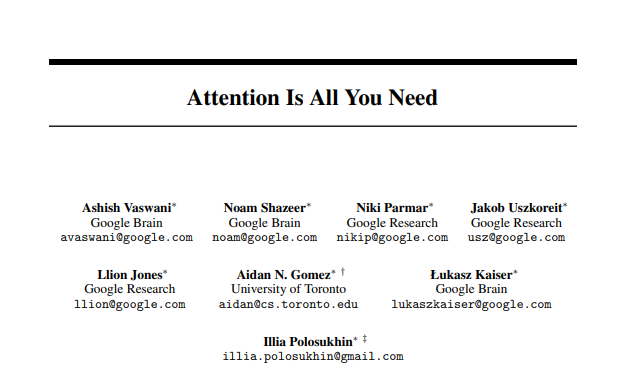 Attention Is All You Need
Ashish Vaswani* Noam Shazeer* Niki Parmar* Jakob Uszkoreit*
Google Brain Google Brain Google Research Google Research
avaswani@google.com noam@google.com nikip@google.com usz@google.com
Llion Jones* Aidan N. Gomez* † Łukasz Kaiser*
Google Research University of Toronto Google Brain
llion@google.com aidan@cs.toronto.edu lukaszkaiser@google.com
Illia Polosukhin* ‡
illia.polosukhin@gmail.com